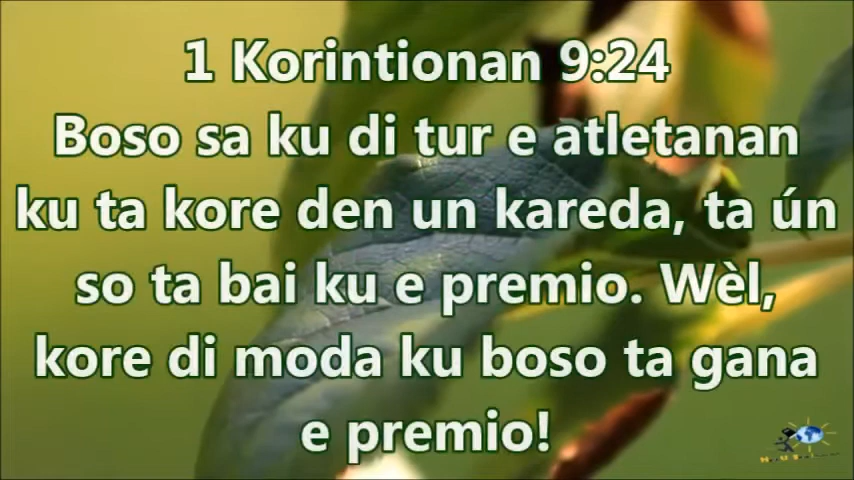 1 Korintionan 9:24
Boso sa ku di tur e atletanan
ku ta kore den un kareda, ta ún
so ta bai ku e premio. Wèl,
kore di moda ku boso ta gana
e premio!